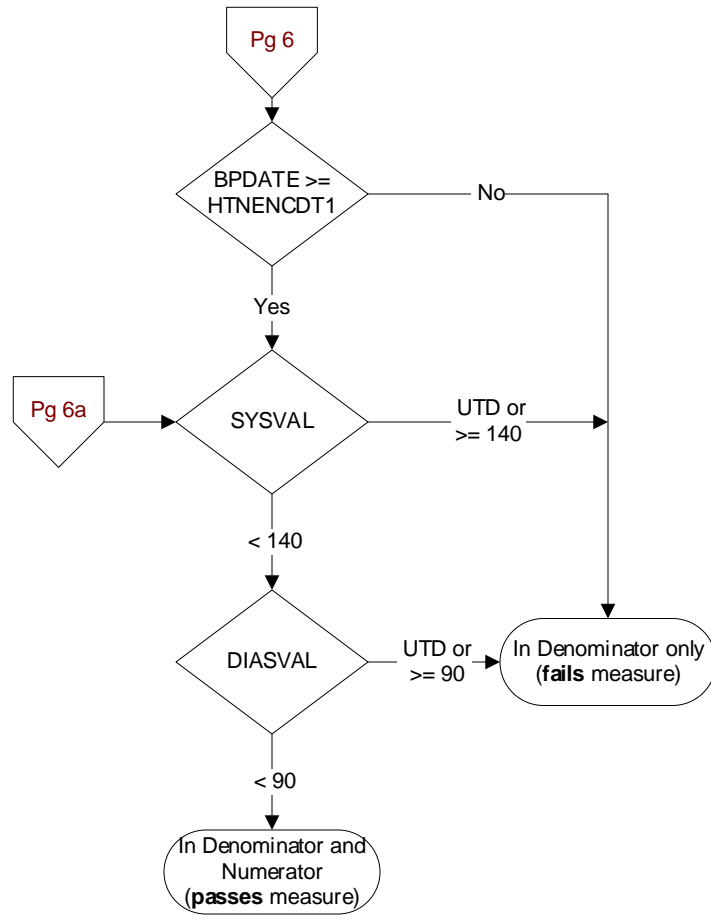 Pg 6
BPDATE >=
HTNENCDT1
No
Yes
Pg 6a
SYSVAL
UTD or
>= 140
< 140
DIASVAL
UTD or
>= 90
In Denominator only
(fails measure)
< 90
In Denominator and
Numerator
(passes measure)